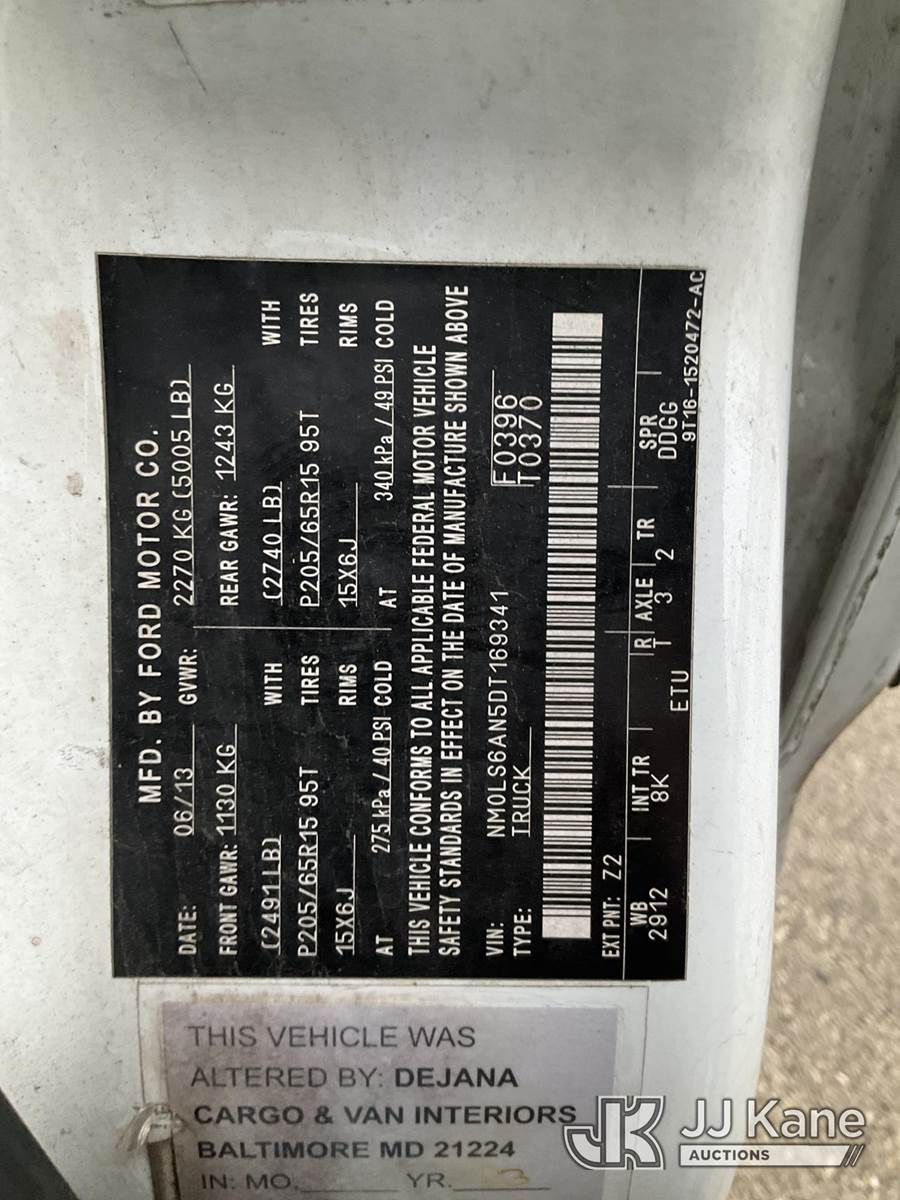 MFD. BY FORD MOTOR CO.
DATE: 06/13 GVWR: 2270 KG (5005 LB)
FRONT GAWR: 1130 KG REAR GAWR: 1243 KG
(2491 LB) WITH (2740 LB) WITH
P205/65R15 95T TIRES P205/65R15 95T TIRES
15X6J RIMS 15X6J RIMS
AT 275 kPa / 40 PSI COLD AT 340 kPa / 49 PSI COLD
THIS VEHICLE CONFORMS TO ALL APPLICABLE FEDERAL MOTOR VEHICLE
SAFETY STANDARDS IN EFFECT ON THE DATE OF MANUFACTURE SHOWN ABOVE
VIN: NM0LS6AN5DT169341 F0396
TYPE: TRUCK T0370
EXT PNT: Z2
WB INT TR R AXLE TR SPR
2912 8K T 3 2 DDGG
ETU 9T16-1520472-AC
THIS VEHICLE WAS
ALTERED BY: DEJANA
CARGO & VAN INTERIORS
BALTIMORE MD 21224
IN: MO. YR. 3
JK JJ Kane
AUCTIONS